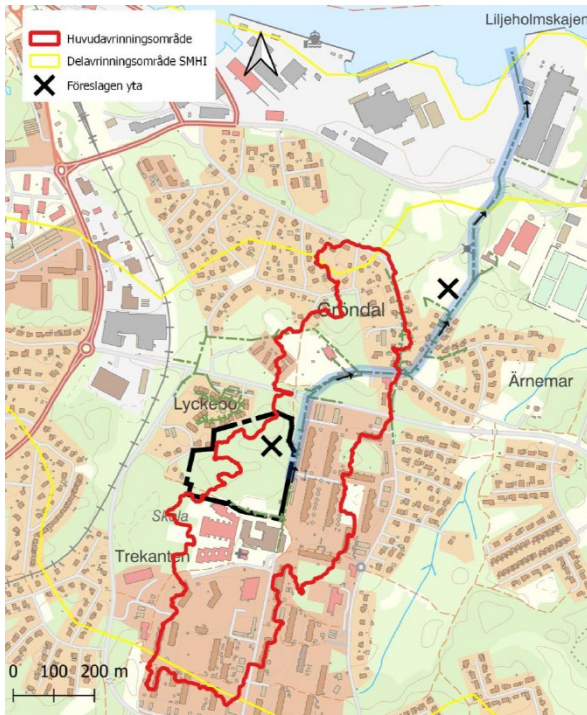 Liljeholmskajen
Huvudavrinningsområde
Delavrinningsområde SMHI
Föreslagen yta
Gröndal
Ärnemar
Lyckebo
Skola
Trekanten
0 100 200 m